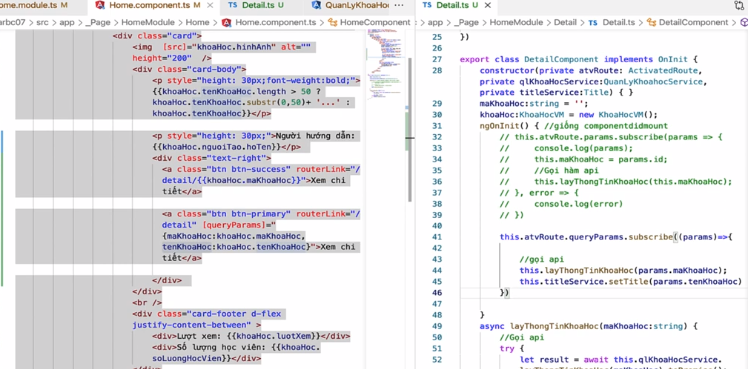 ome.module.ts M
Home.component.ts M
Detail.ts M
QuanLyKhoaHo
Detail.ts M
arbc07 > src > app > _Page > HomeModule > Home > Home.component.ts > HomeComponent
app > _Page > HomeModule > Detail > TS Detail.ts > DetailComponent
<div class="card">
<img [src]="khoaHoc.hinhAnh" alt=""
height="200" />
<div class="card-body">
<p style="height: 30px;font-weight:bold;">
{{khoaHoc.tenKhoaHoc.length > 50 ?
khoaHoc.tenKhoaHoc.substr(0,50)+ '...' :
khoaHoc.tenKhoaHoc}}</p>
<p style="height: 30px;">Người hướng dẫn:
{{khoaHoc.nguoiTao.hoTen}}</p>
<div class="text-right">
<a class="btn btn-success" routerLink="/
detail/{{khoaHoc.maKhoaHoc}}">Xem chi
tiết</a>
<a class="btn btn-primary" routerLink="/
detail" [queryParams]="
{maKhoaHoc:khoaHoc.maKhoaHoc,
tenKhoaHoc:khoaHoc.tenKhoaHoc}">Xem chi
tiết</a>
</div>
</div>
<br />
<div class="card-footer d-flex
justify-content-between" >
<div>Lượt xem: {{khoaHoc.luotXem}}</div>
<div>Số lượng học viên: {{khoaHoc.
soLuongHocVien}}</div>
25 })
26
27 export class DetailComponent implements OnInit {
28 constructor(private atvRoute: ActivatedRoute,
private qlKhoaHocService:QuanLyKhoahocService,
private titleService:Title) { }
29 maKhoaHoc:string = '';
30 khoaHoc:KhoaHocVM = new KhoaHocVM();
31 ngOnInit() { //giống componentdidmount
32 // this.atvRoute.params.subscribe(params => {
33 // console.log(params);
34 // this.maKhoaHoc = params.id;
35 // //Gọi hàm api
36 // this.layThongTinKhoaHoc(this.maKhoaHoc);
37 // }, error => {
38 // console.log(error)
39 // })
40
41 this.atvRoute.queryParams.subscribe((params)=>{
42
43 //gọi api
44 this.layThongTinKhoaHoc(params.maKhoaHoc);
45 this.titleService.setTitle(params.tenKhoaHoc)
46 })
47
48 }
49 async layThongTinKhoaHoc(maKhoaHoc:string) {
50 //Gọi api
51 try {
52 let result = await this.qlKhoaHocService.